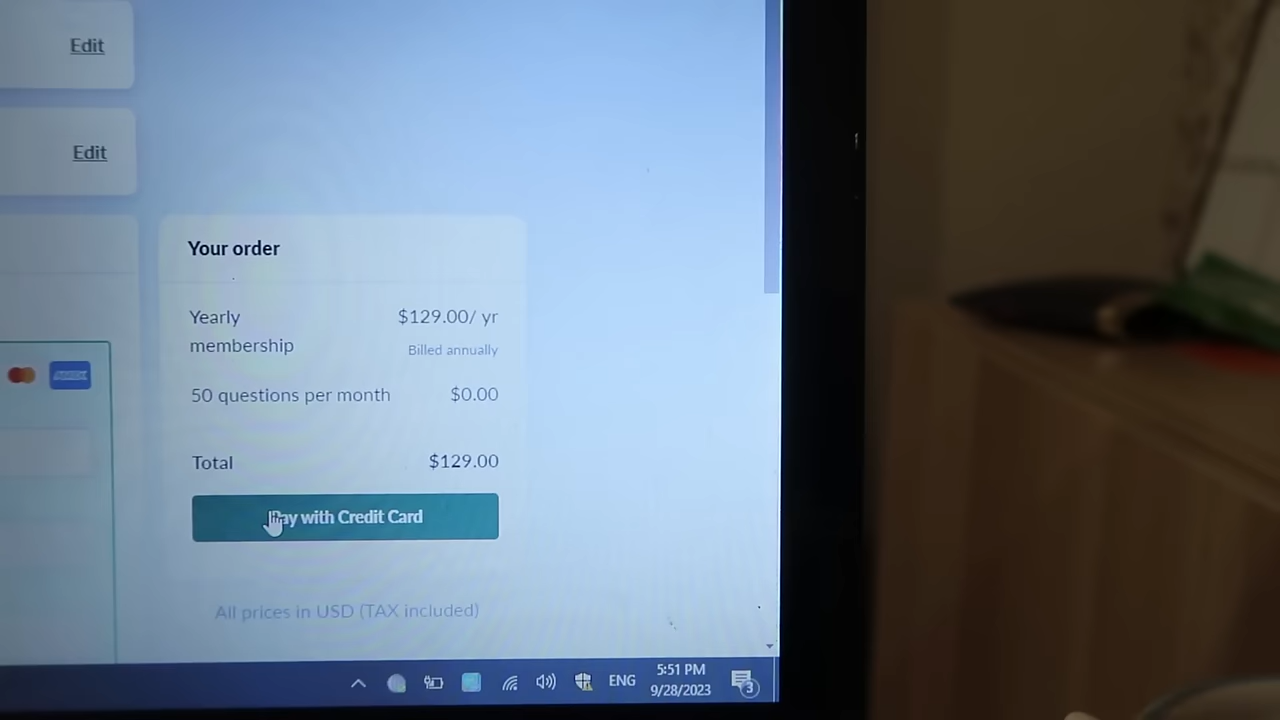 Edit
Edit
Your order
Yearly membership
$129.00/ yr
Billed annually
50 questions per month $0.00
Total $129.00
Pay with Credit Card
All prices in USD (TAX included)
ENG
5:51 PM
9/28/2023
3